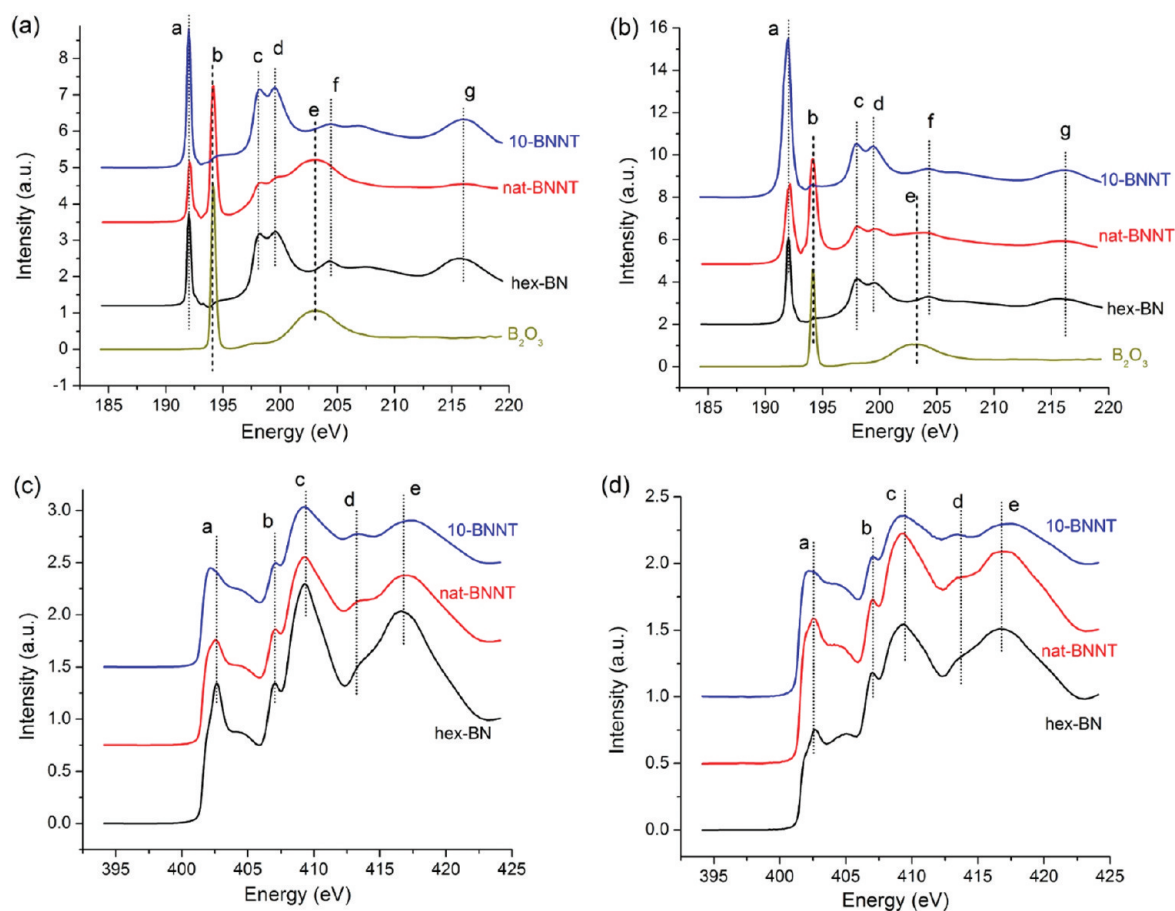 (a)
a
b
c
d
e
f
g
10-BNNT
nat-BNNT
hex-BN
B₂O₃
8
7
6
5
4
3
2
1
0
-1
Intensity (a.u.)
185 190 195 200 205 210 215 220
Energy (eV)
(b)
a
b
c
d
e
f
g
10-BNNT
nat-BNNT
hex-BN
B₂O₃
16
14
12
10
8
6
4
2
0
Intensity (a.u.)
185 190 195 200 205 210 215 220
Energy (eV)
(c)
a
b
c
d
e
10-BNNT
nat-BNNT
hex-BN
3.0
2.5
2.0
1.5
1.0
0.5
0.0
Intensity (a.u.)
395 400 405 410 415 420 425
Energy (eV)
(d)
a
b
c
d
e
10-BNNT
nat-BNNT
hex-BN
2.5
2.0
1.5
1.0
0.5
0.0
Intensity (a.u.)
395 400 405 410 415 420 425
Energy (eV)